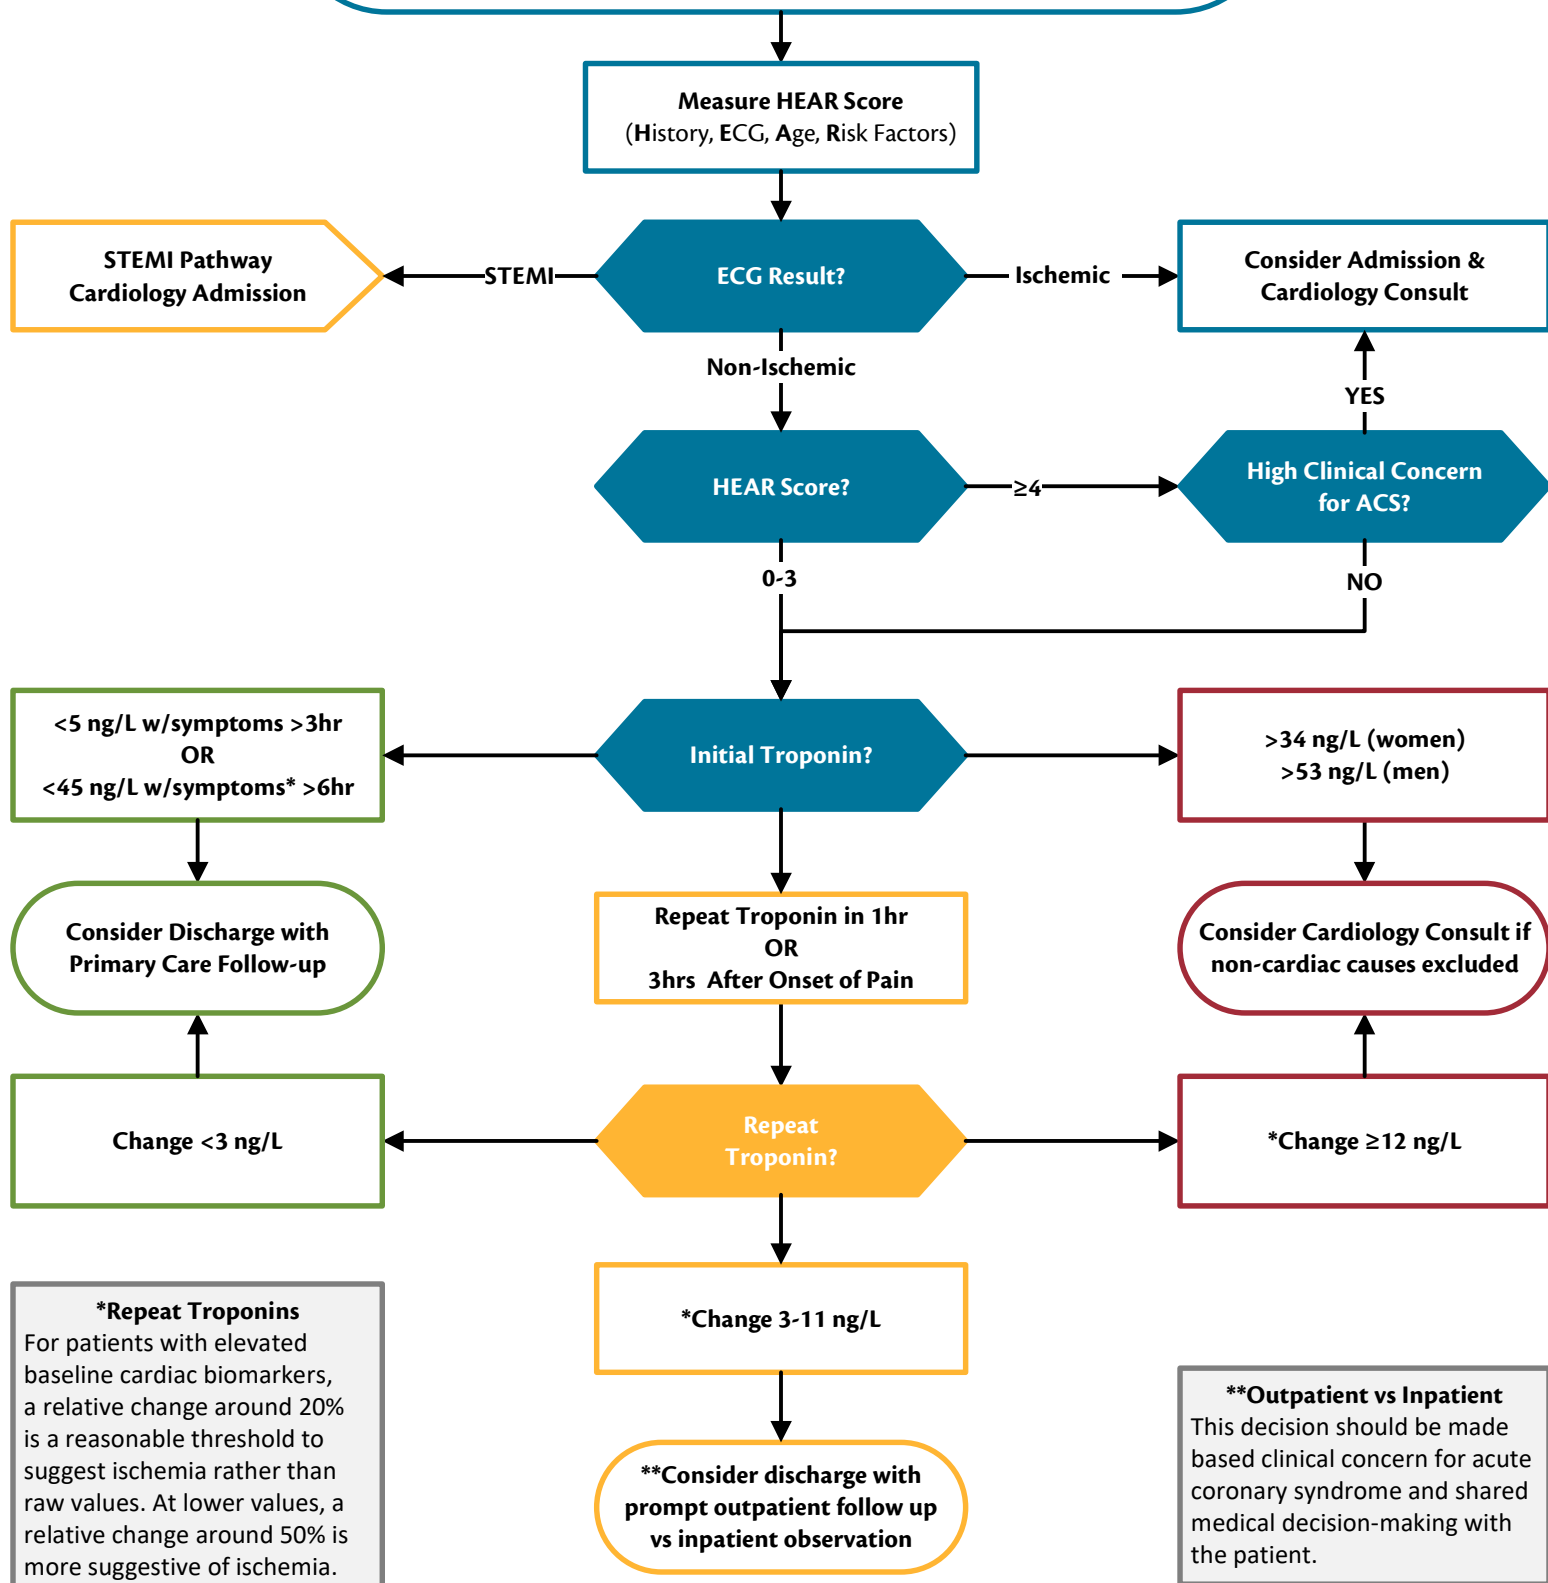 Measure HEAR Score
(History, ECG, Age, Risk Factors)
STEMI Pathway
Cardiology Admission
STEMI
ECG Result?
Ischemic
Consider Admission &
Cardiology Consult
Non-Ischemic
YES
HEAR Score?
≥4
High Clinical Concern
for ACS?
0-3
NO
<5 ng/L w/symptoms >3hr
OR
<45 ng/L w/symptoms* >6hr
Initial Troponin?
>34 ng/L (women)
>53 ng/L (men)
Consider Discharge with
Primary Care Follow-up
Repeat Troponin in 1hr
OR
3hrs After Onset of Pain
Consider Cardiology Consult if
non-cardiac causes excluded
Change <3 ng/L
Repeat
Troponin?
*Change ≥12 ng/L
*Change 3-11 ng/L
*Repeat Troponins
For patients with elevated
baseline cardiac biomarkers,
a relative change around 20%
is a reasonable threshold to
suggest ischemia rather than
raw values. At lower values, a
relative change around 50% is
more suggestive of ischemia.
**Consider discharge with
prompt outpatient follow up
vs inpatient observation
**Outpatient vs Inpatient
This decision should be made
based clinical concern for acute
coronary syndrome and shared
medical decision-making with
the patient.